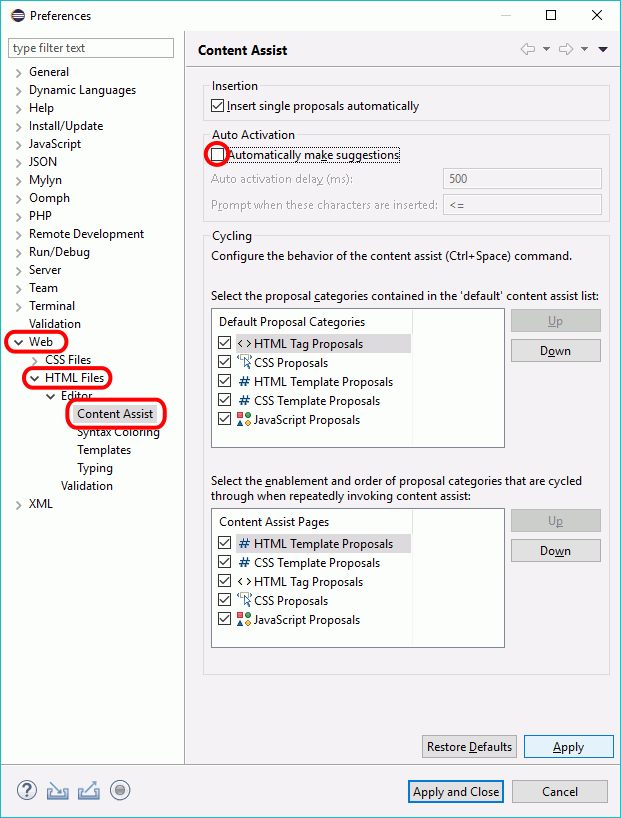 Preferences
type filter text
General
Dynamic Languages
Help
Install/Update
JavaScript
JSON
Mylyn
Oomph
PHP
Remote Development
Run/Debug
Server
Team
Terminal
Validation
Web
CSS Files
HTML Files
Editor
Content Assist
Syntax Coloring
Templates
Typing
Validation
XML
Content Assist
Insertion
Insert single proposals automatically
Auto Activation
Automatically make suggestions
Auto activation delay (ms): 500
Prompt when these characters are inserted: <=
Cycling
Configure the behavior of the content assist (Ctrl+Space) command.
Select the proposal categories contained in the 'default' content assist list:
Default Proposal Categories
HTML Tag Proposals
CSS Proposals
HTML Template Proposals
CSS Template Proposals
JavaScript Proposals
Up
Down
Select the enablement and order of proposal categories that are cycled
through when repeatedly invoking content assist:
Content Assist Pages
HTML Template Proposals
CSS Template Proposals
HTML Tag Proposals
CSS Proposals
JavaScript Proposals
Up
Down
Restore Defaults Apply
Apply and Close Cancel